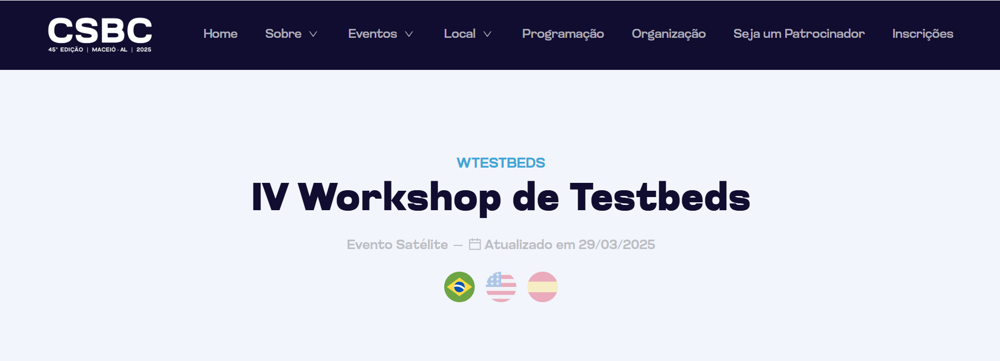 CSBC
45ª EDIÇÃO | MACEIÓ - AL | 2025
Home Sobre Eventos Local Programação Organização Seja um Patrocinador Inscrições
WTESTBEDS
IV Workshop de Testbeds
Evento Satélite — Atualizado em 29/03/2025